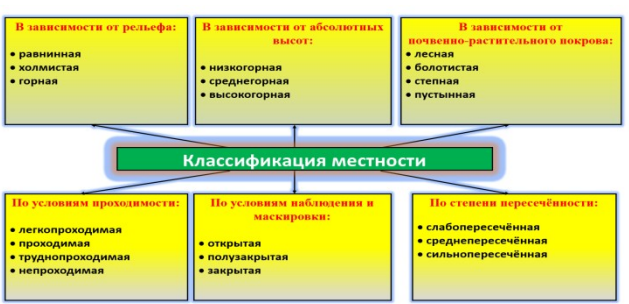 В зависимости от рельефа:
• равнинная
• холмистая
• горная
В зависимости от абсолютных
высот:
• низкогорная
• среднегорная
• высокогорная
В зависимости от
почвенно-растительного покрова:
• лесная
• болотистая
• степная
• пустынная
Классификация местности
По условиям проходимости:
• легкопроходимая
• проходимая
• труднопроходимая
• непроходимая
По условиям наблюдения и
маскировки:
• открытая
• полузакрытая
• закрытая
По степени пересечённости:
• слабопересечённая
• среднепересечённая
• сильнопересечённая